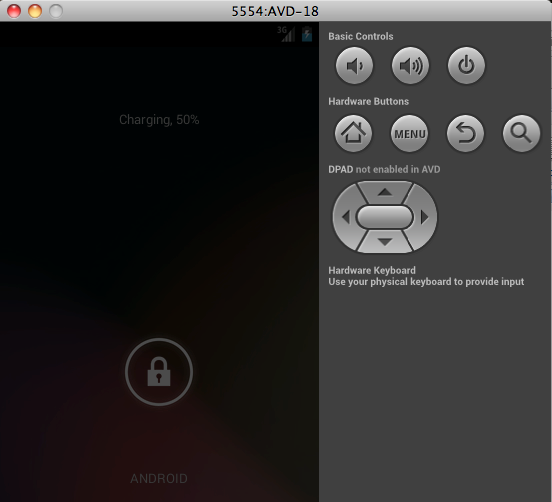 5554:AVD-18
3G
Charging, 50%
ANDROID
Basic Controls
Hardware Buttons
MENU
DPAD not enabled in AVD
Hardware Keyboard
Use your physical keyboard to provide input